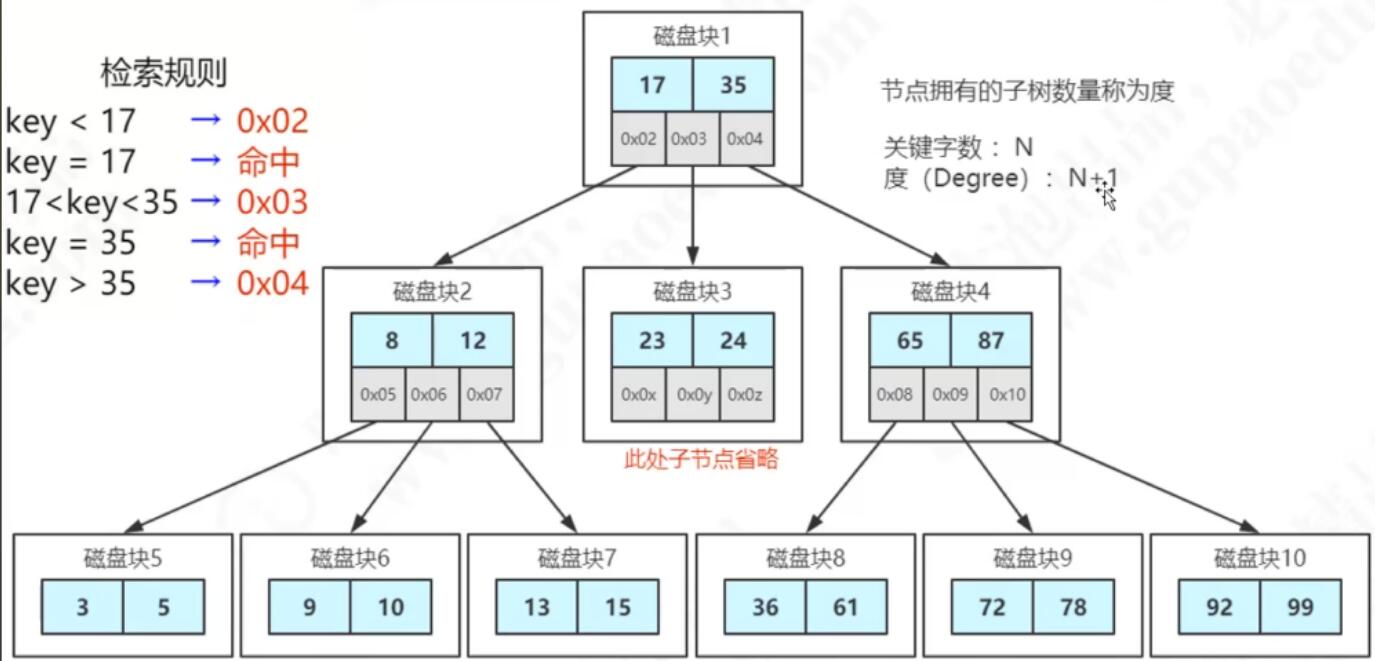 检索规则
key < 17 → 0x02
key = 17 → 命中
17<key<35 → 0x03
key = 35 → 命中
key > 35 → 0x04
磁盘块1
17 35
0x02 0x03 0x04
节点拥有的子树数量称为度
关键字数：N
度（Degree）：N+1
磁盘块2
8 12
0x05 0x06 0x07
磁盘块3
23 24
0x0x 0x0y 0x0z
此处子节点省略
磁盘块4
65 87
0x08 0x09 0x10
磁盘块5
3 5
磁盘块6
9 10
磁盘块7
13 15
磁盘块8
36 61
磁盘块9
72 78
磁盘块10
92 99